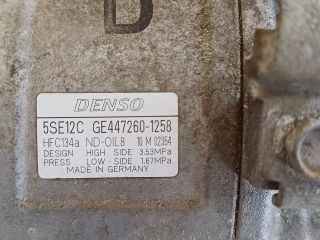 D
DENSO
5SE12C GE447260-1258
HFC134a ND-OIL8 10 M 02354
DESIGN HIGH SIDE 3.53MPa
PRESS LOW-SIDE 1.67MPa
MADE IN GERMANY